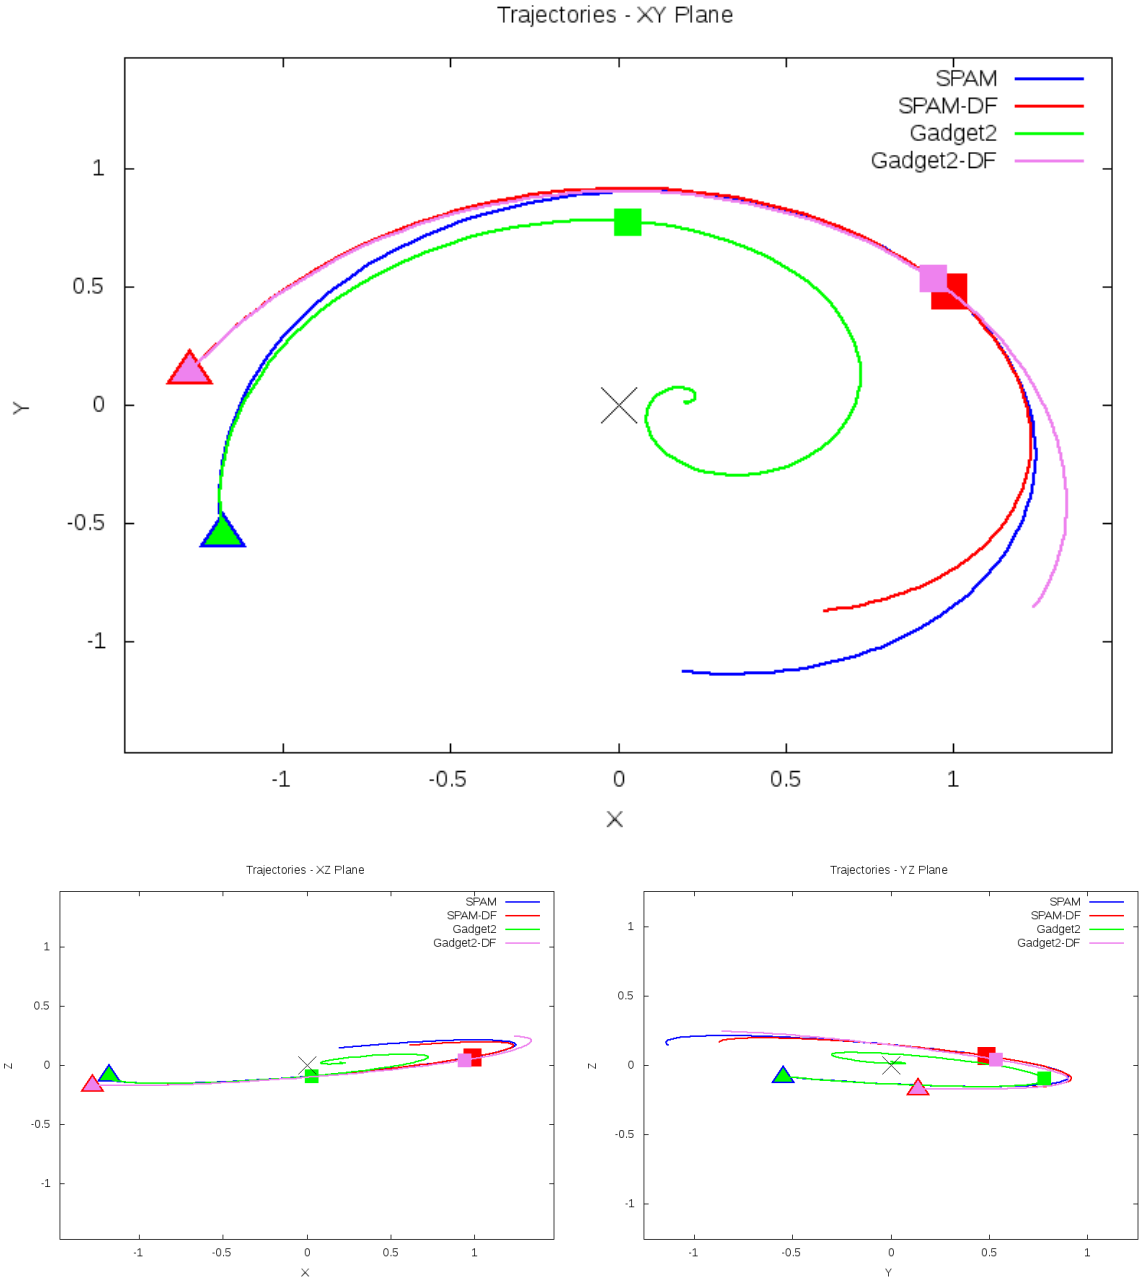 Trajectories - XY Plane
SPAM
SPAM-DF
Gadget2
Gadget2-DF
1
0.5
0
-0.5
-1
Y
-1
-0.5
0
0.5
1
X
Trajectories - XZ Plane
SPAM
SPAM-DF
Gadget2
Gadget2-DF
1
0.5
0
-0.5
-1
Z
-1
-0.5
0
0.5
1
X
Trajectories - YZ Plane
SPAM
SPAM-DF
Gadget2
Gadget2-DF
1
0.5
0
-0.5
-1
Z
-1
-0.5
0
0.5
1
Y